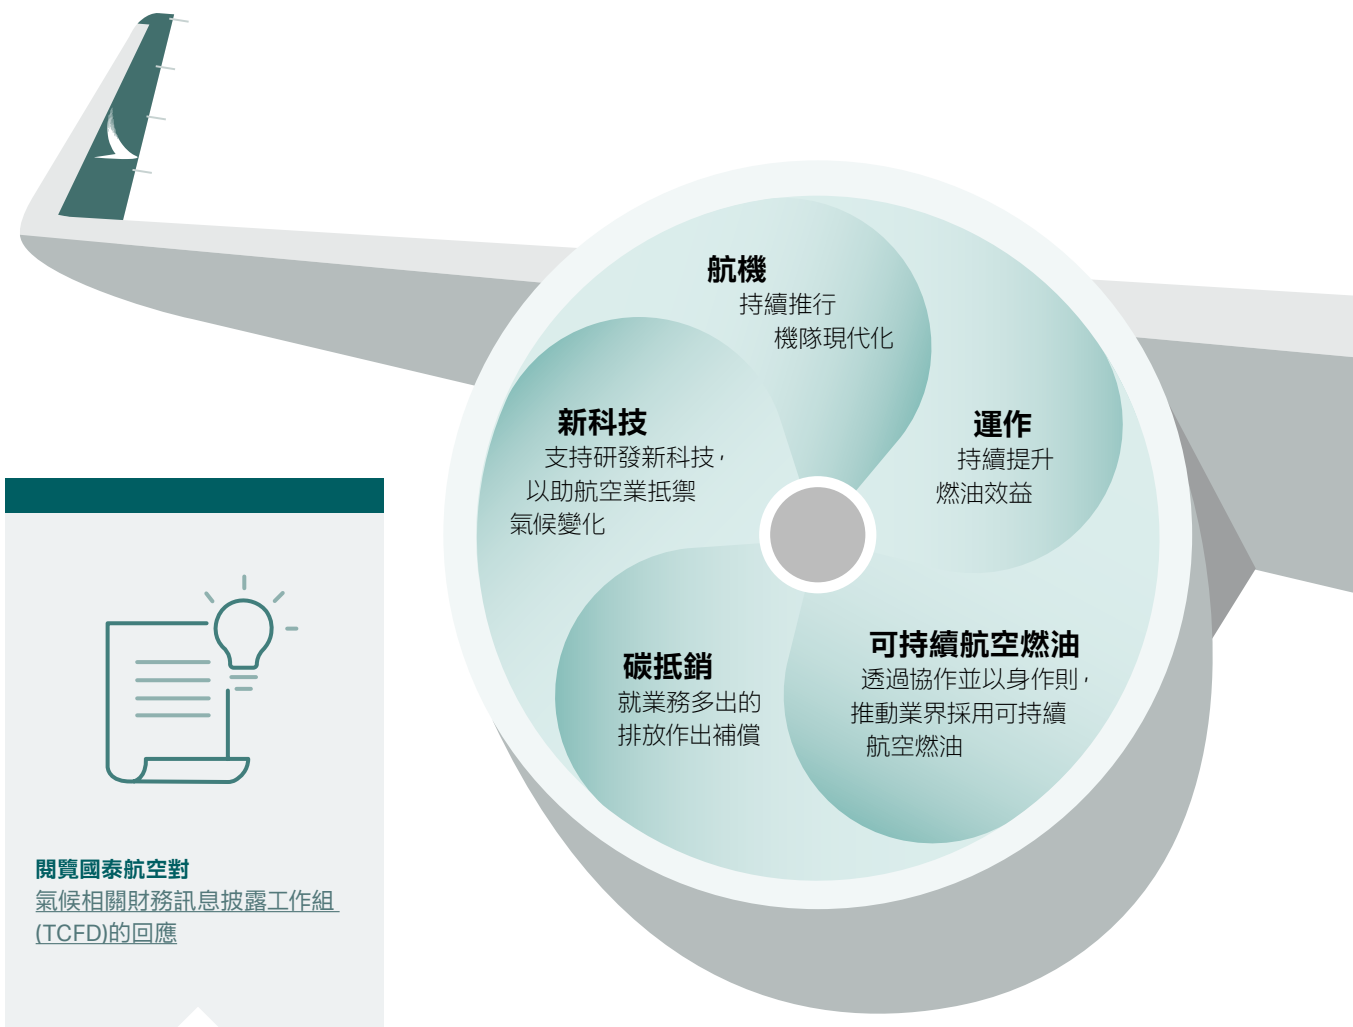 航機
持續推行
機隊現代化
運作
持續提升
燃油效益
可持續航空燃油
透過協作並以身作則，
推動業界採用可持續
航空燃油
碳抵銷
就業務多出的
排放作出補償
新科技
支持研發新科技，
以助航空業抵禦
氣候變化
閱覽國泰航空對
氣候相關財務訊息披露工作組
(TCFD)的回應